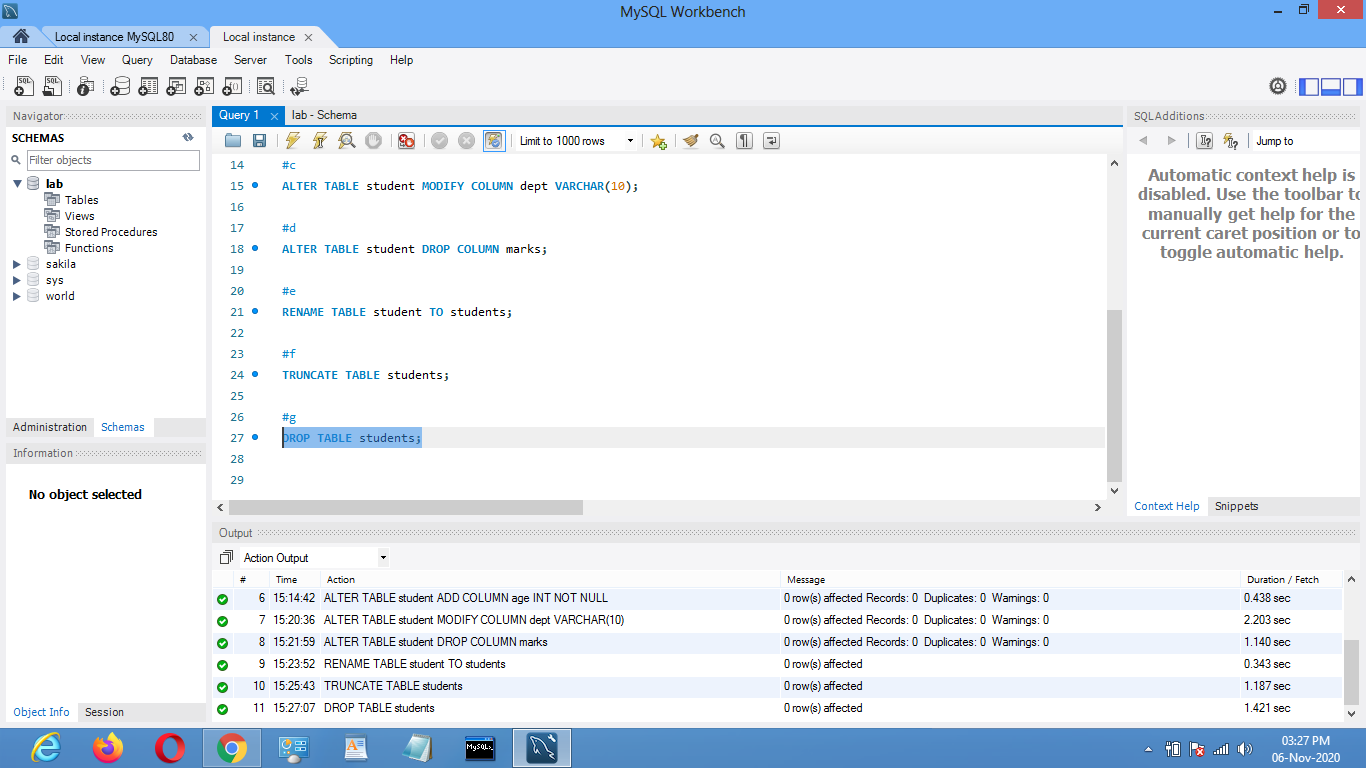 MySQL Workbench
Local instance MySQL80 Local instance
File Edit View Query Database Server Tools Scripting Help
Navigator
SCHEMAS
Filter objects
lab
Tables
Views
Stored Procedures
Functions
sakila
sys
world
Administration Schemas
Information
No object selected
Object Info Session
Query 1 lab - Schema
Limit to 1000 rows
14 #c
15 ALTER TABLE student MODIFY COLUMN dept VARCHAR(10);
16
17 #d
18 ALTER TABLE student DROP COLUMN marks;
19
20 #e
21 RENAME TABLE student TO students;
22
23 #f
24 TRUNCATE TABLE students;
25
26 #g
27 DROP TABLE students;
28
29
SQLAdditions
Jump to
Automatic context help is
disabled. Use the toolbar to
manually get help for the
current caret position or to
toggle automatic help.
Context Help Snippets
Output
Action Output
# Time Action Message Duration / Fetch
6 15:14:42 ALTER TABLE student ADD COLUMN age INT NOT NULL 0 row(s) affected Records: 0 Duplicates: 0 Warnings: 0 0.438 sec
7 15:20:36 ALTER TABLE student MODIFY COLUMN dept VARCHAR(10) 0 row(s) affected Records: 0 Duplicates: 0 Warnings: 0 2.203 sec
8 15:21:59 ALTER TABLE student DROP COLUMN marks 0 row(s) affected Records: 0 Duplicates: 0 Warnings: 0 1.140 sec
9 15:23:52 RENAME TABLE student TO students 0 row(s) affected 0.343 sec
10 15:25:43 TRUNCATE TABLE students 0 row(s) affected 1.187 sec
11 15:27:07 DROP TABLE students 0 row(s) affected 1.421 sec
MySQL
03:27 PM
06-Nov-2020